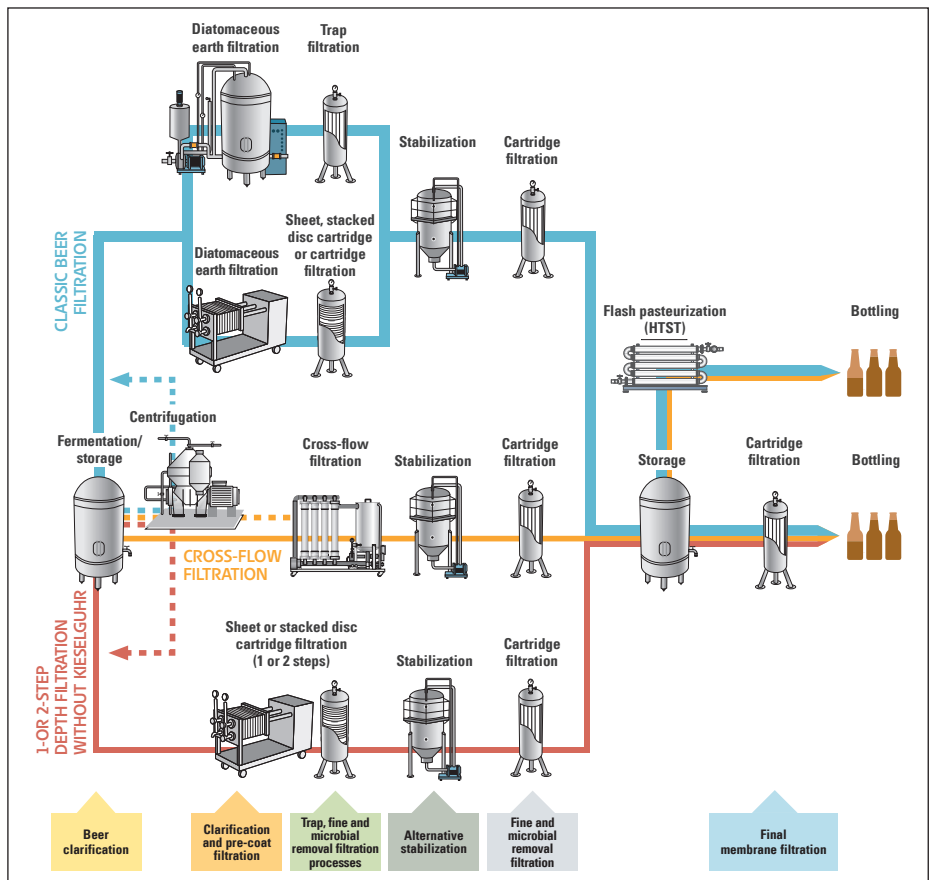 Diatomaceous
earth filtration
Trap
filtration
Stabilization
Cartridge
filtration
CLASSIC BEER
FILTRATION
Diatomaceous
earth filtration
Sheet, stacked
disc cartridge
or cartridge
filtration
Flash pasteurization
(HTST)
Bottling
Fermentation/
storage
Centrifugation
Cross-flow
filtration
Stabilization
Cartridge
filtration
Storage
Cartridge
filtration
Bottling
CROSS-FLOW
FILTRATION
1-OR 2-STEP
DEPTH FILTRATION
WITHOUT KIESELGUHR
Sheet or stacked disc
cartridge filtration
(1 or 2 steps)
Stabilization
Cartridge
filtration
Beer
clarification
Clarification
and pre-coat
filtration
Trap, fine and
microbial
removal filtration
processes
Alternative
stabilization
Fine and
microbial
removal
filtration
Final
membrane filtration